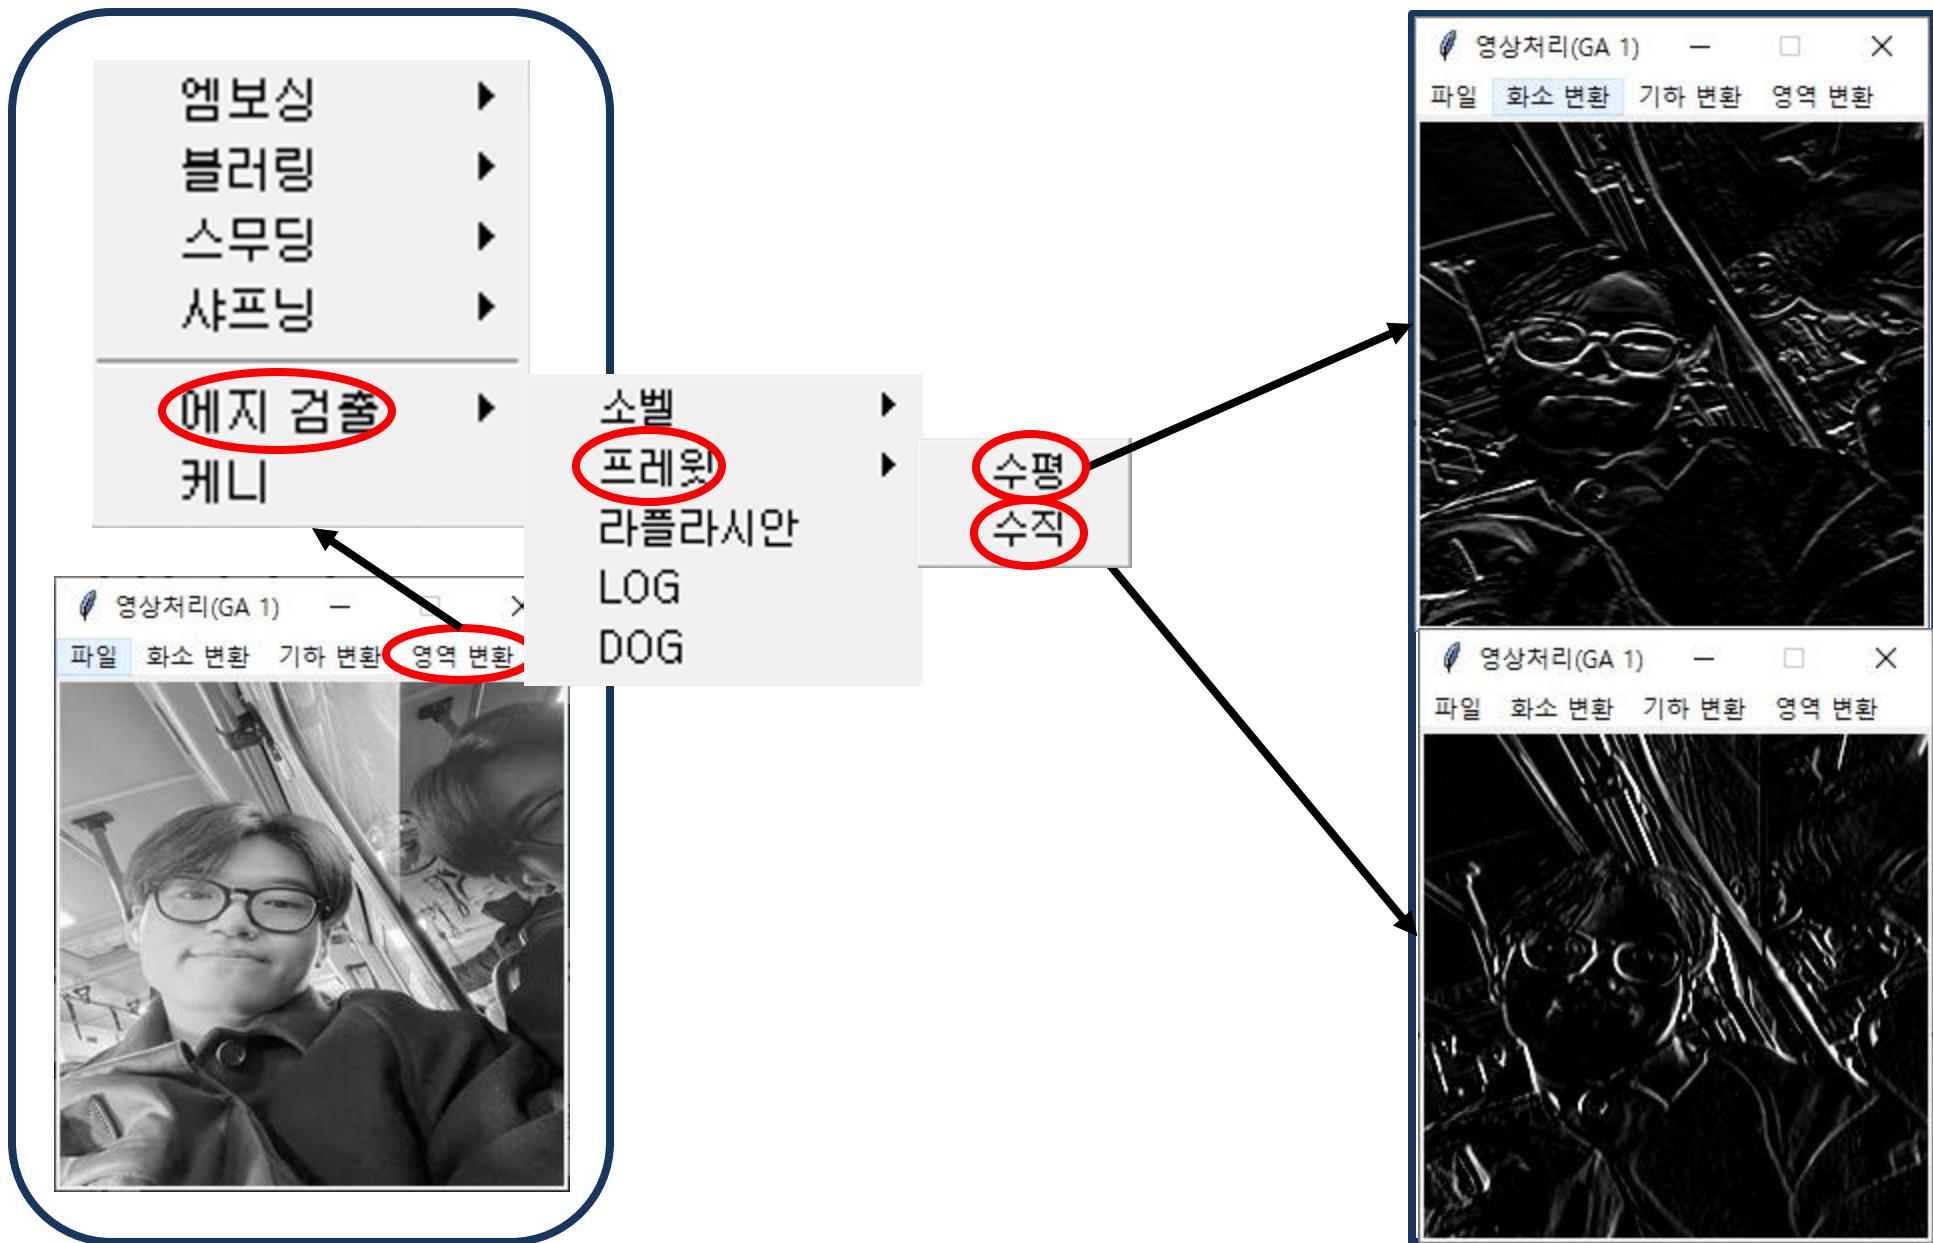 엠보싱
블러링
스무딩
샤프닝
에지 검출
케니
소벨
프레윗
라플라시안
LOG
DOG
수평
수직
영상처리(GA 1)
파일 화소 변환 기하 변환 영역 변환
영상처리(GA 1)
파일 화소 변환 기하 변환 영역 변환
영상처리(GA 1)
파일 화소 변환 기하 변환 영역 변환